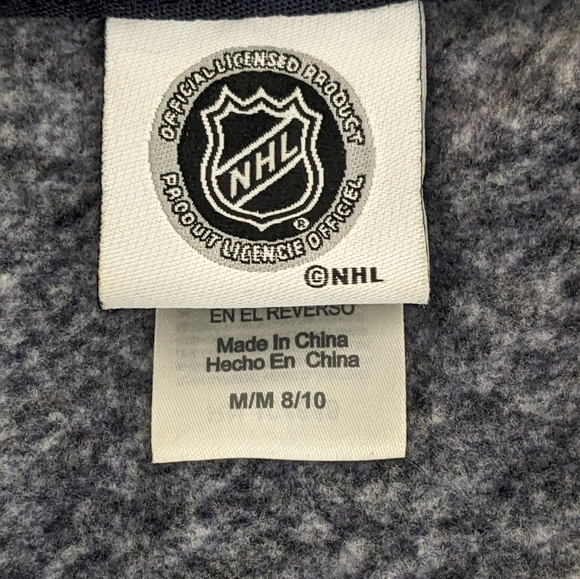 OFFICIAL LICENSED PRODUCT
NHL
®
PRODUIT LICENCIE OFFICIEL
©NHL
EN EL REVERSO
Made In China
Hecho En China
M/M 8/10